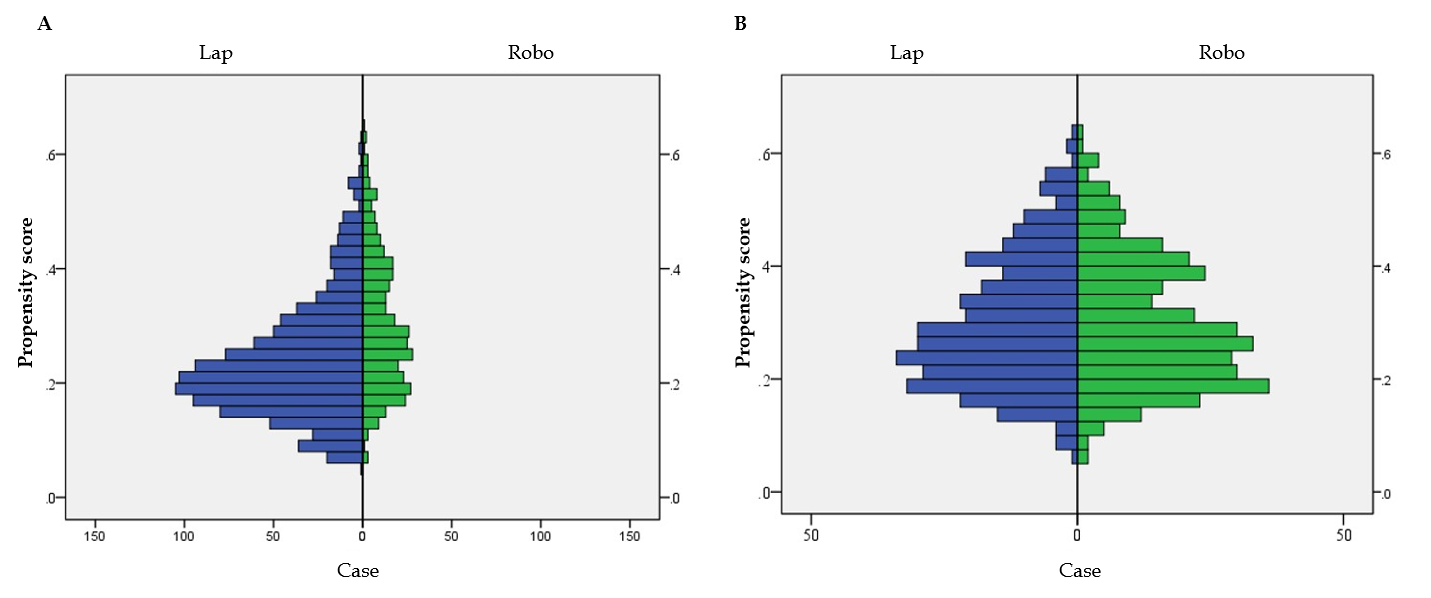 A
Lap Robo
Propensity score
.6 .6
.4 .4
.2 .2
.0 .0
150 100 50 0 50 100 150
Case
B
Lap Robo
Propensity score
.6 .6
.4 .4
.2 .2
.0 .0
50 0 50
Case